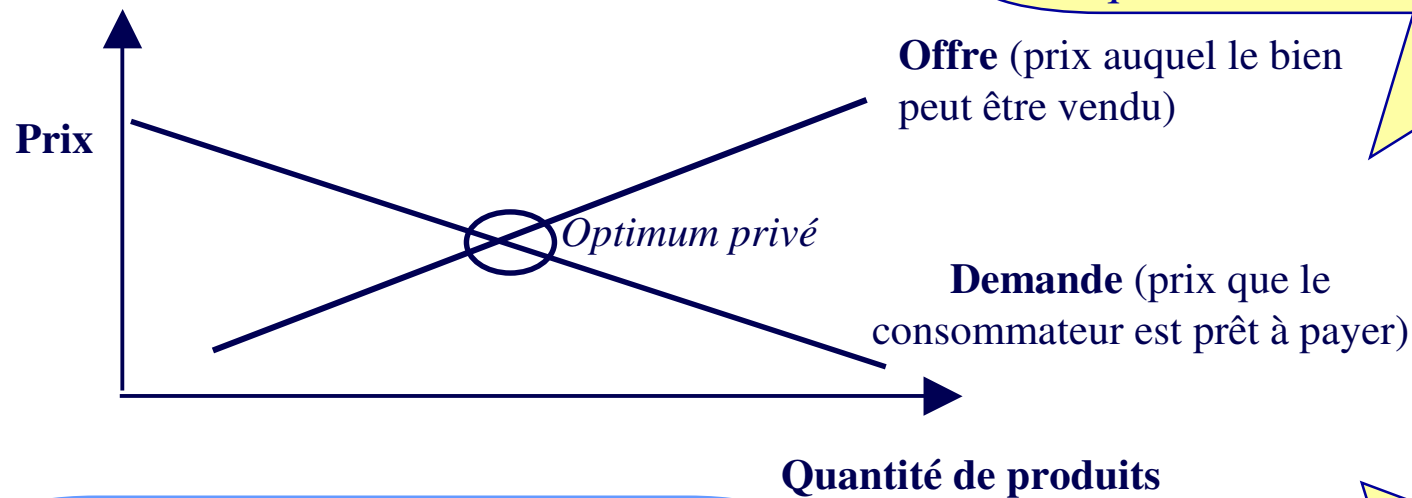 Offre (prix auquel le bien
peut être vendu)
Prix
Optimum privé
Demande (prix que le
consommateur est prêt à payer)
Quantité de produits